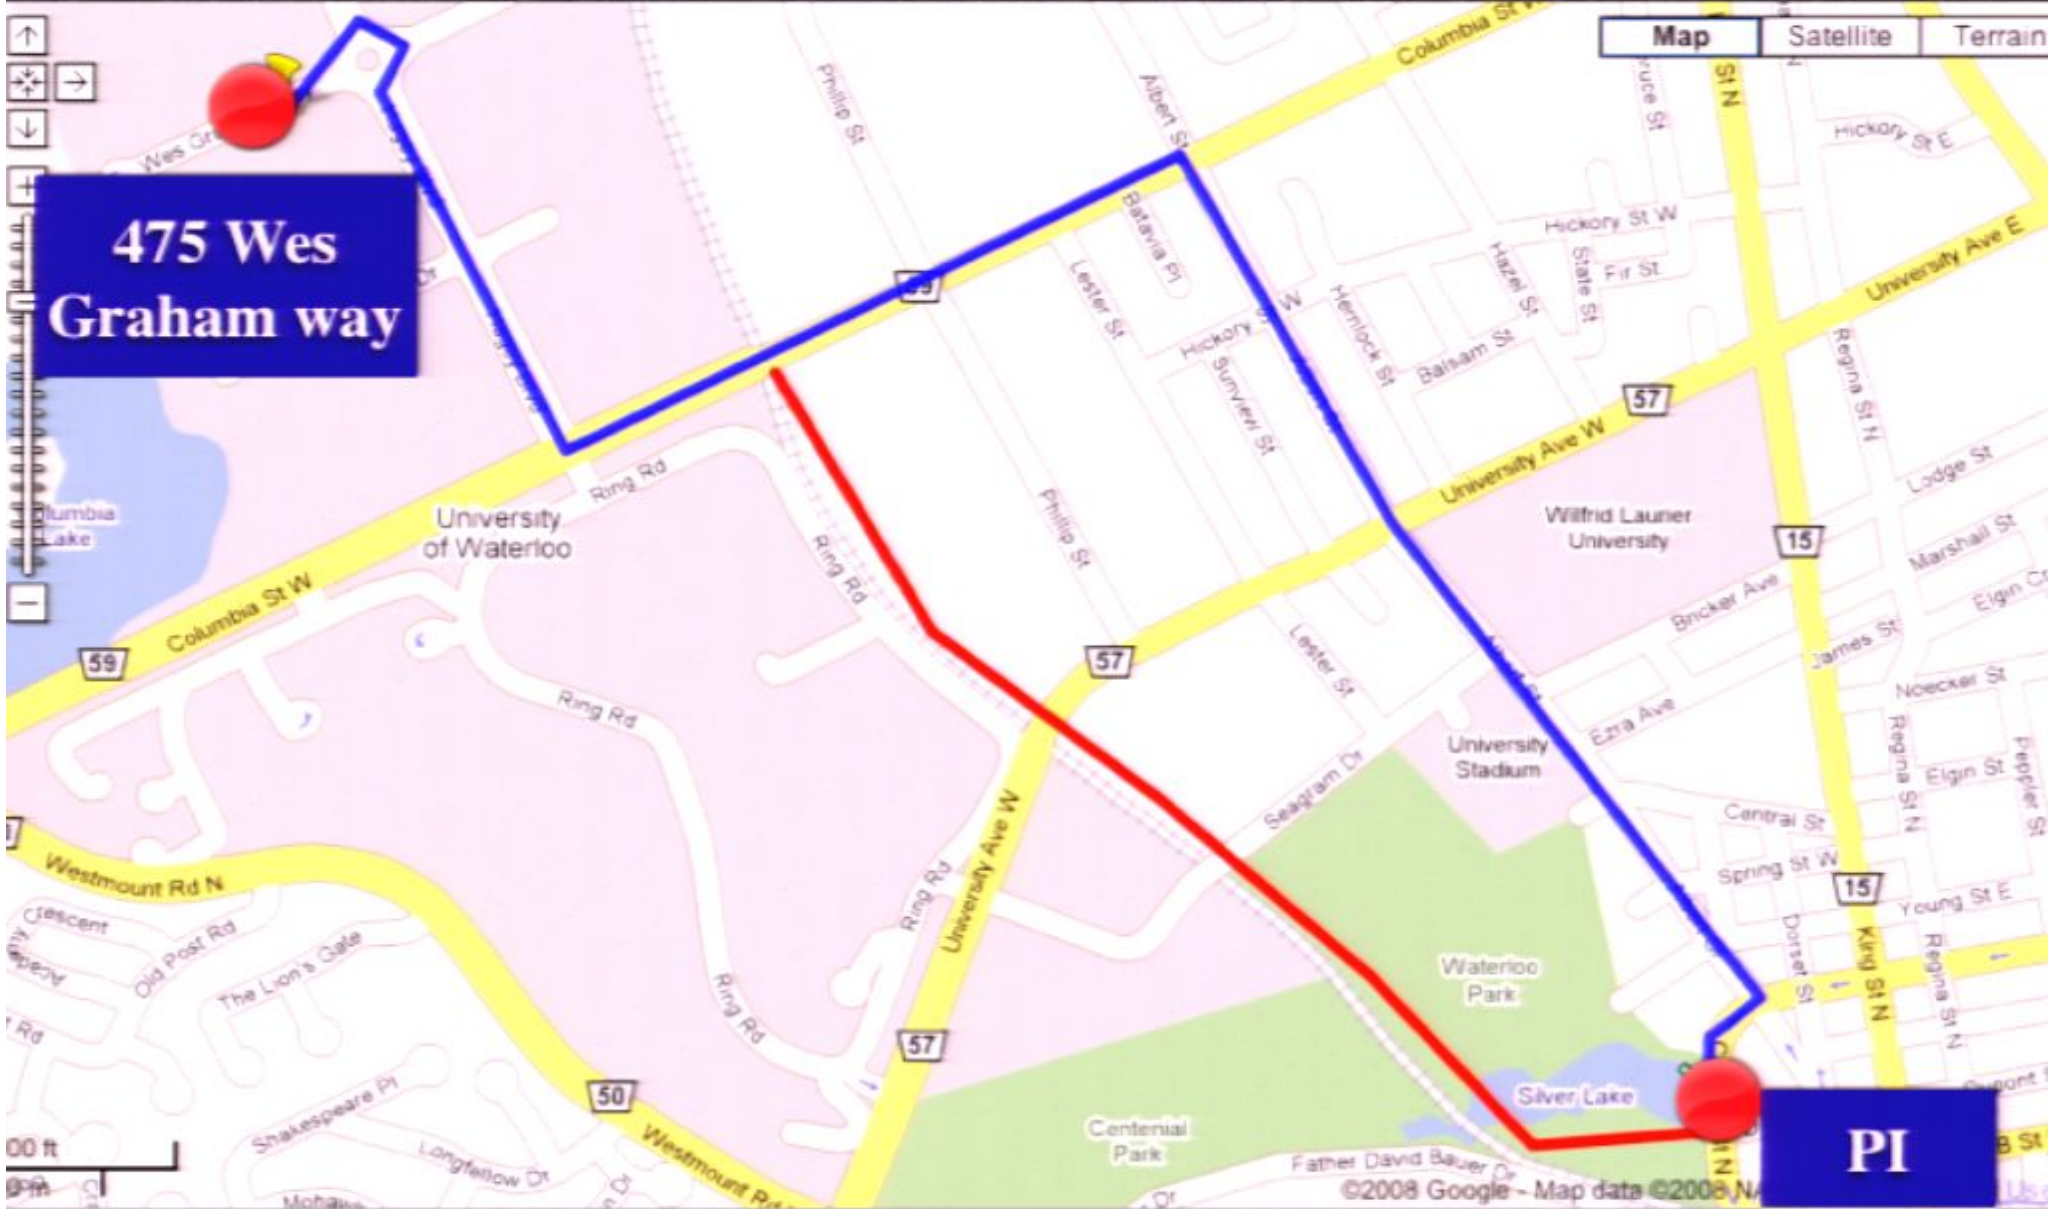 Map
Satellite
Terrain
Columbia St W
St N
Phillip St
Albert St
Hickory St E
Wes Gr
475 Wes
Graham way
Batavia Pl
Hickory St W
University Ave E
Hazel St
State St
Fir St
Lester St
Hickory
W
Hemlock St
Balsam St
Sunview St
Regina St N
57
University Ave W
Lodge St
Ring Rd
University
of Waterloo
Phillip St
Wilfrid Laurier
University
15
Marshall St
Lake
Ring Rd
Bricker Ave
Columbia St W
59
57
Lester St
James St
Noecker St
Ring Rd
Ezra Ave
University
Stadium
Regina St N
Peppler St
Elgin St
Seagram Dr
Central St
University Ave W
Spring St W
Westmount Rd N
Ring Rd
15
Young St E
Crescent
Old Post Rd
The Lion's Gate
Waterloo
Park
Dorset St
King St N
Regina St N
Ring Rd
57
50
Silver Lake
Shakespeare Pl
Centenial
Park
PI
Westmount Rd
Longfellow Dr
Father David Bauer Dr
00 ft
©2008 Google - Map data ©2008